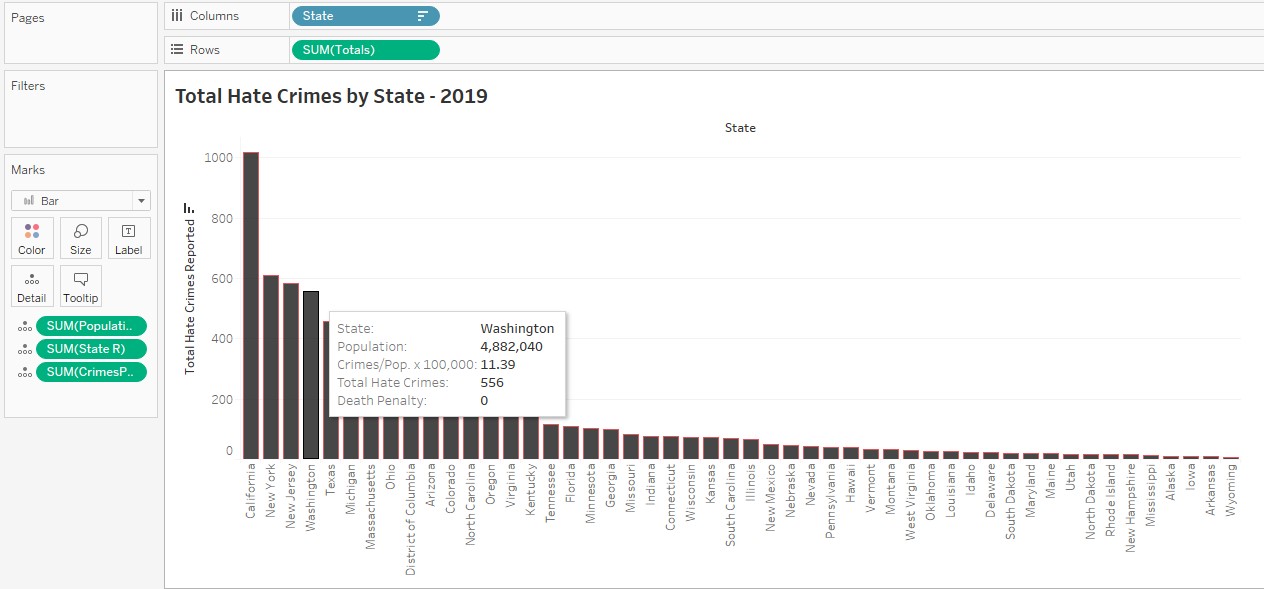 Pages
Columns
State
Rows
SUM(Totals)
Filters
Marks
Bar
Color
Size
Label
Detail
Tooltip
SUM(Populati..
SUM(State R)
SUM(CrimesP..
Total Hate Crimes by State - 2019
State
Total Hate Crimes Reported
1000
800
600
400
200
0
State: Washington
Population: 4,882,040
Crimes/Pop. x 100,000: 11.39
Total Hate Crimes: 556
Death Penalty: 0
California
New York
New Jersey
Washington
Texas
Michigan
Massachusetts
Ohio
District of Columbia
Arizona
Colorado
North Carolina
Oregon
Virginia
Kentucky
Tennessee
Florida
Minnesota
Georgia
Missouri
Indiana
Connecticut
Wisconsin
Kansas
South Carolina
Illinois
New Mexico
Nebraska
Nevada
Pennsylvania
Hawaii
Vermont
Montana
West Virginia
Oklahoma
Louisiana
Idaho
Delaware
South Dakota
Maryland
Maine
Utah
North Dakota
Rhode Island
New Hampshire
Mississippi
Alaska
Iowa
Arkansas
Wyoming